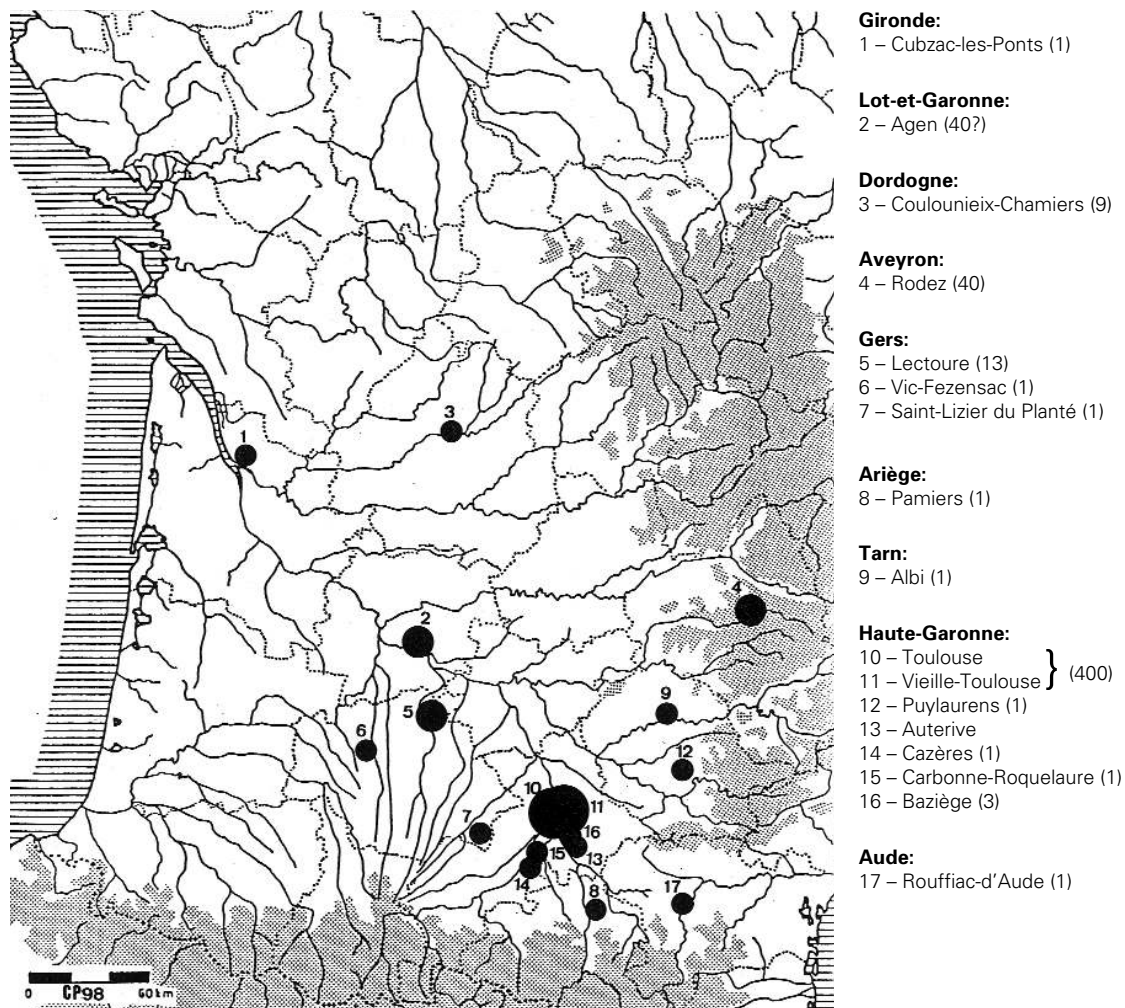 Gironde:
1 – Cubzac-les-Ponts (1)
Lot-et-Garonne:
2 – Agen (40?)
Dordogne:
3 – Coulounieix-Chamiers (9)
Aveyron:
4 – Rodez (40)
Gers:
5 – Lectoure (13)
6 – Vic-Fezensac (1)
7 – Saint-Lizier du Planté (1)
Ariège:
8 – Pamiers (1)
Tarn:
9 – Albi (1)
Haute-Garonne:
10 – Toulouse
11 – Vieille-Toulouse } (400)
12 – Puylaurens (1)
13 – Auterive
14 – Cazères (1)
15 – Carbonne-Roquelaure (1)
16 – Baziège (3)
Aude:
17 – Rouffiac-d'Aude (1)
3
1
4
2
9
5
6
12
10
11
7
16
15
13
14
8
17
0 CP98 60 km